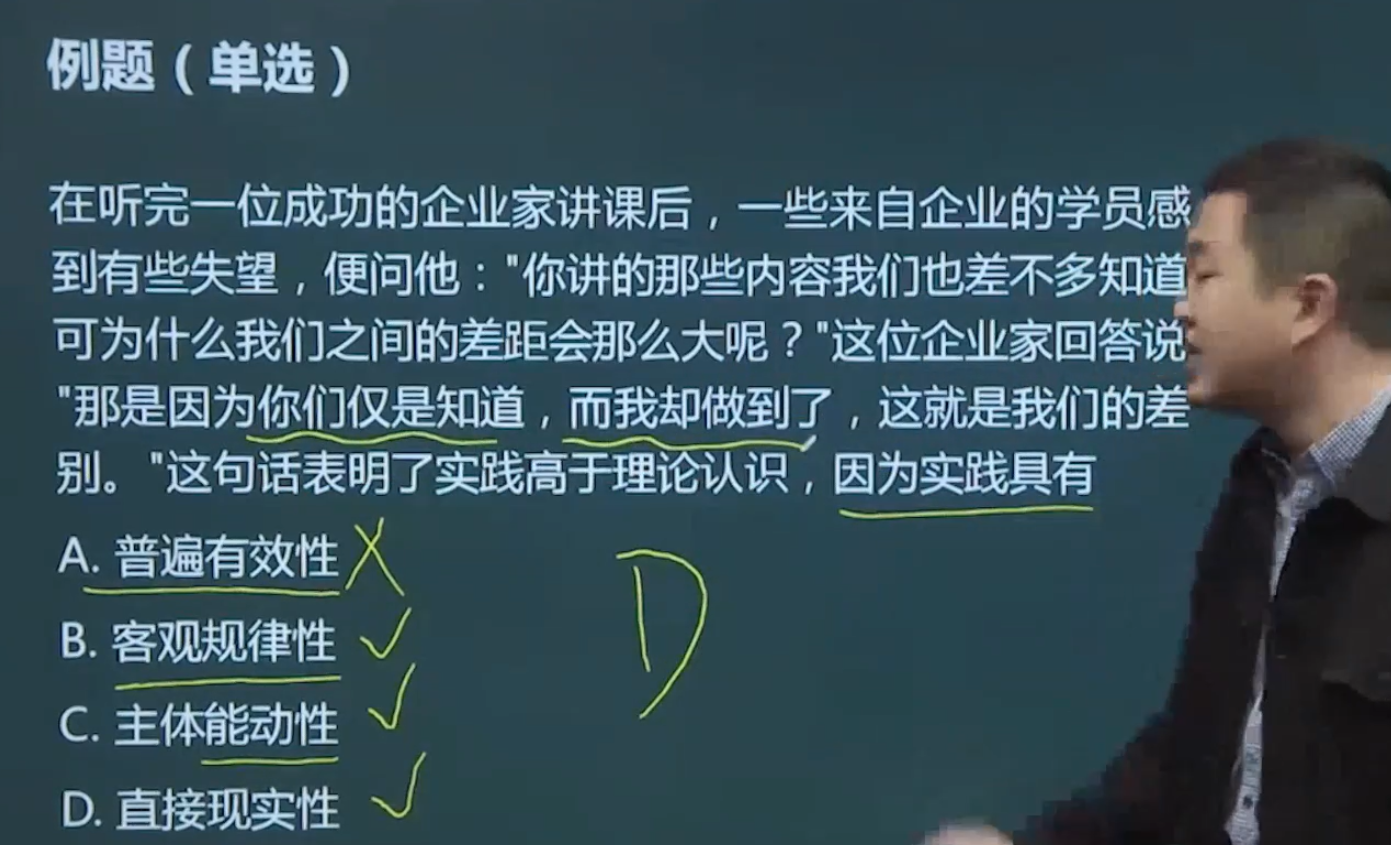 例题（单选）
在听完一位成功的企业家讲课后，一些来自企业的学员感
到有些失望，便问他："你讲的那些内容我们也差不多知道
可为什么我们之间的差距会那么大呢？"这位企业家回答说
"那是因为你们仅是知道，而我却做到了，这就是我们的差
别。"这句话表明了实践高于理论认识，因为实践具有
A. 普遍有效性
B. 客观规律性
C. 主体能动性
D. 直接现实性
D